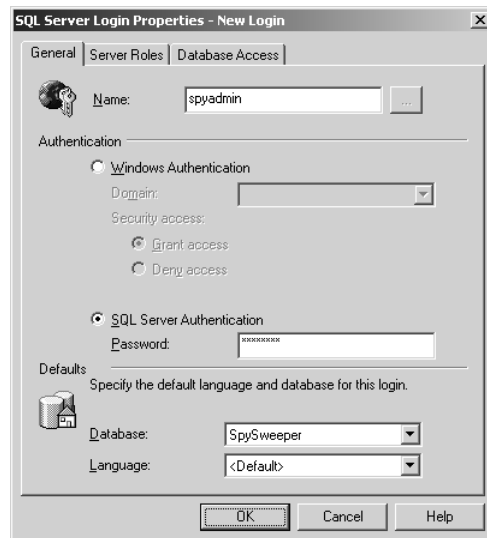 SQL Server Login Properties - New Login
General Server Roles Database Access
Name: spyadmin ...
Authentication
Windows Authentication
Domain:
Security access:
Grant access
Deny access
SQL Server Authentication
Password: ********
Defaults
Specify the default language and database for this login.
Database: SpySweeper
Language: <Default>
OK Cancel Help